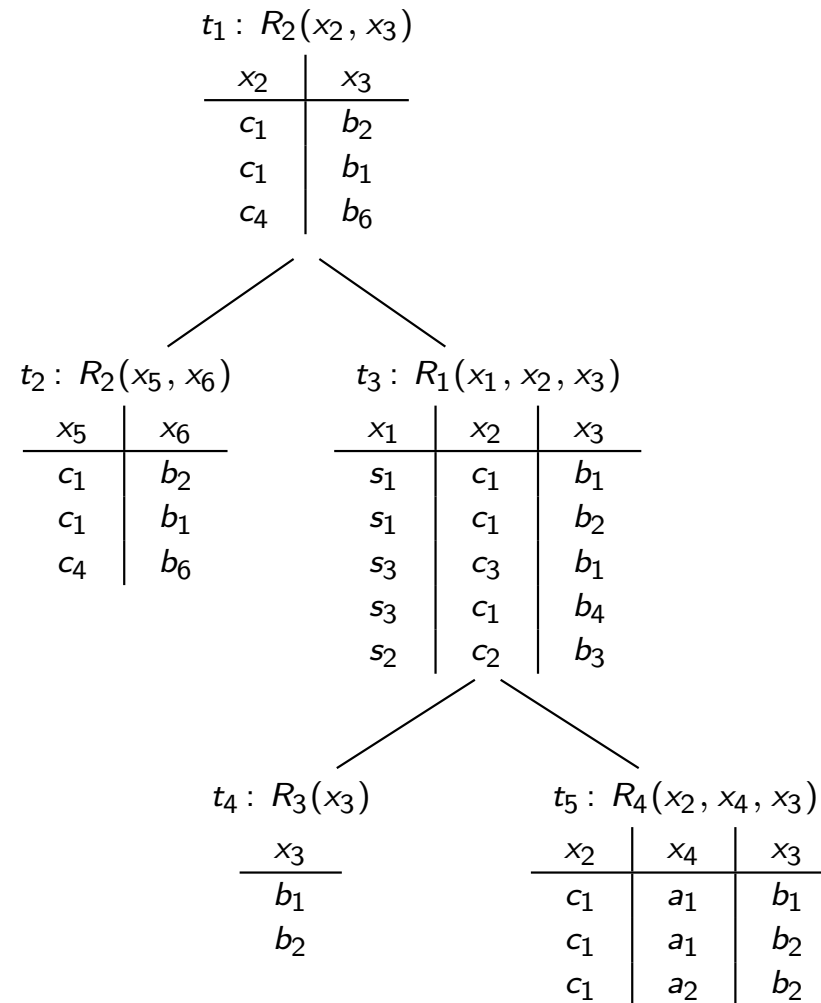 t₁ : R₂(x₂, x₃)
x₂ x₃
c₁ b₂
c₁ b₁
c₄ b₆
t₂ : R₂(x₅, x₆)
x₅ x₆
c₁ b₂
c₁ b₁
c₄ b₆
t₃ : R₁(x₁, x₂, x₃)
x₁ x₂ x₃
s₁ c₁ b₁
s₁ c₁ b₂
s₃ c₃ b₁
s₃ c₁ b₄
s₂ c₂ b₃
t₄ : R₃(x₃)
x₃
b₁
b₂
t₅ : R₄(x₂, x₄, x₃)
x₂ x₄ x₃
c₁ a₁ b₁
c₁ a₁ b₂
c₁ a₂ b₂